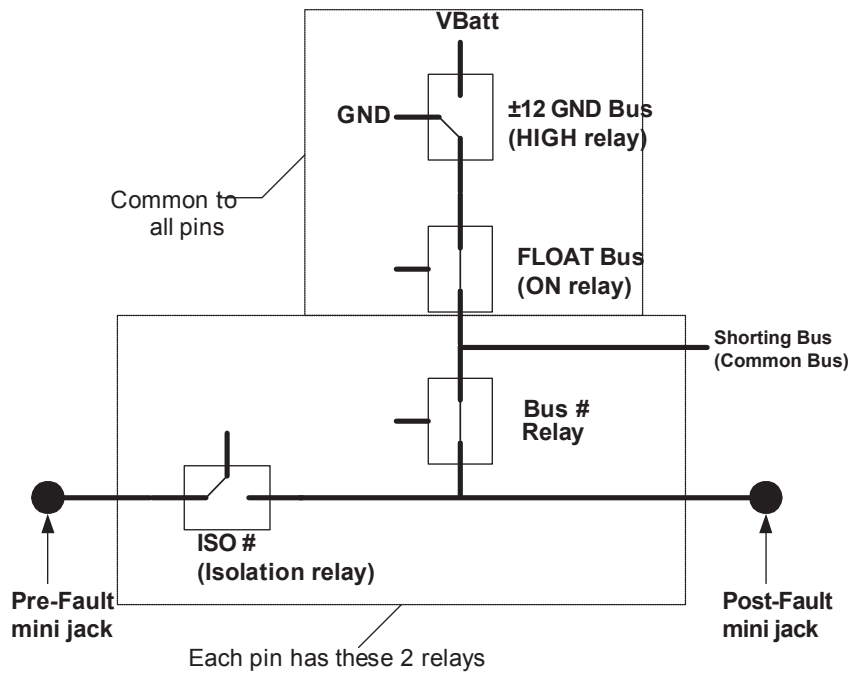 VBatt
GND
±12 GND Bus
(HIGH relay)
Common to
all pins
FLOAT Bus
(ON relay)
Shorting Bus
(Common Bus)
Bus #
Relay
ISO #
(Isolation relay)
Pre-Fault
mini jack
Post-Fault
mini jack
Each pin has these 2 relays